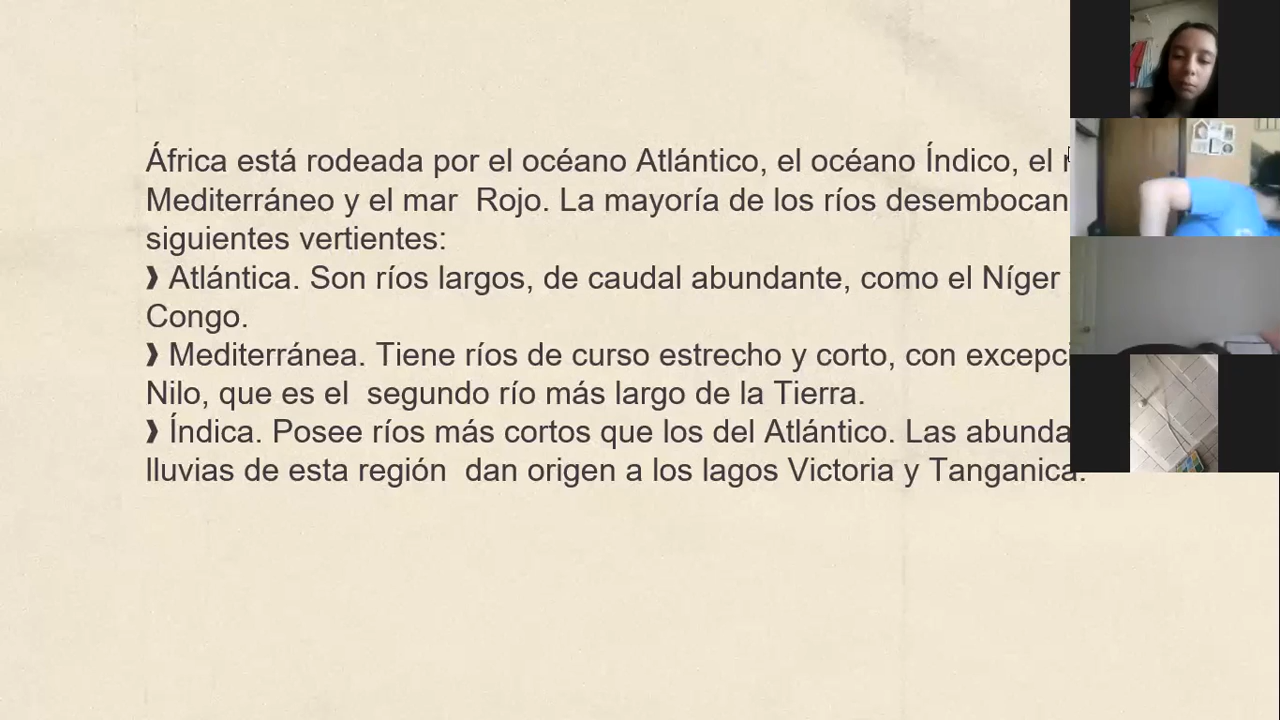 África está rodeada por el océano Atlántico, el océano Índico, el
Mediterráneo y el mar Rojo. La mayoría de los ríos desembocan
siguientes vertientes:
❫ Atlántica. Son ríos largos, de caudal abundante, como el Níger
Congo.
❫ Mediterránea. Tiene ríos de curso estrecho y corto, con
Nilo, que es el segundo río más largo de la Tierra.
❫ Índica. Posee ríos más cortos que los del Atlántico. Las
lluvias de esta región dan origen a los lagos Victoria y Tanganica.